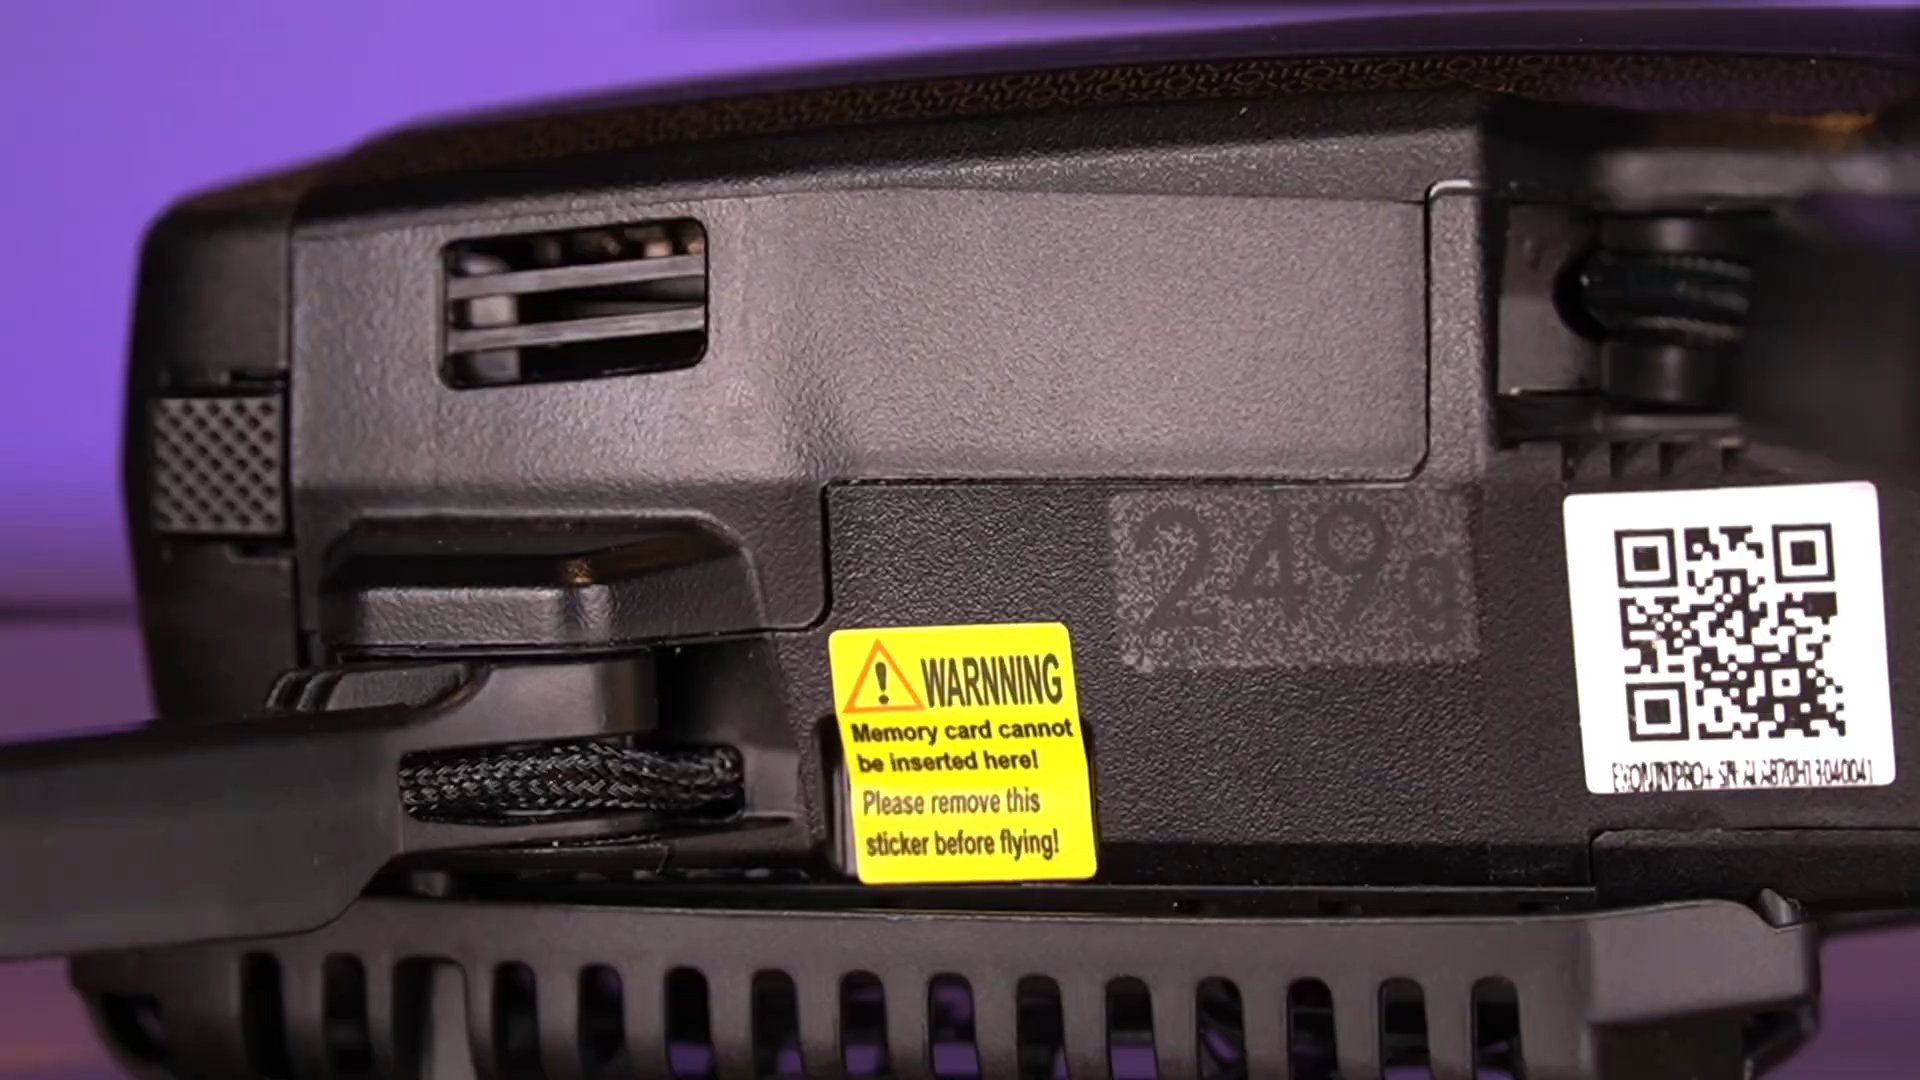 249g
WARNNING
Memory card cannot
be inserted here!
Please remove this
sticker before flying!